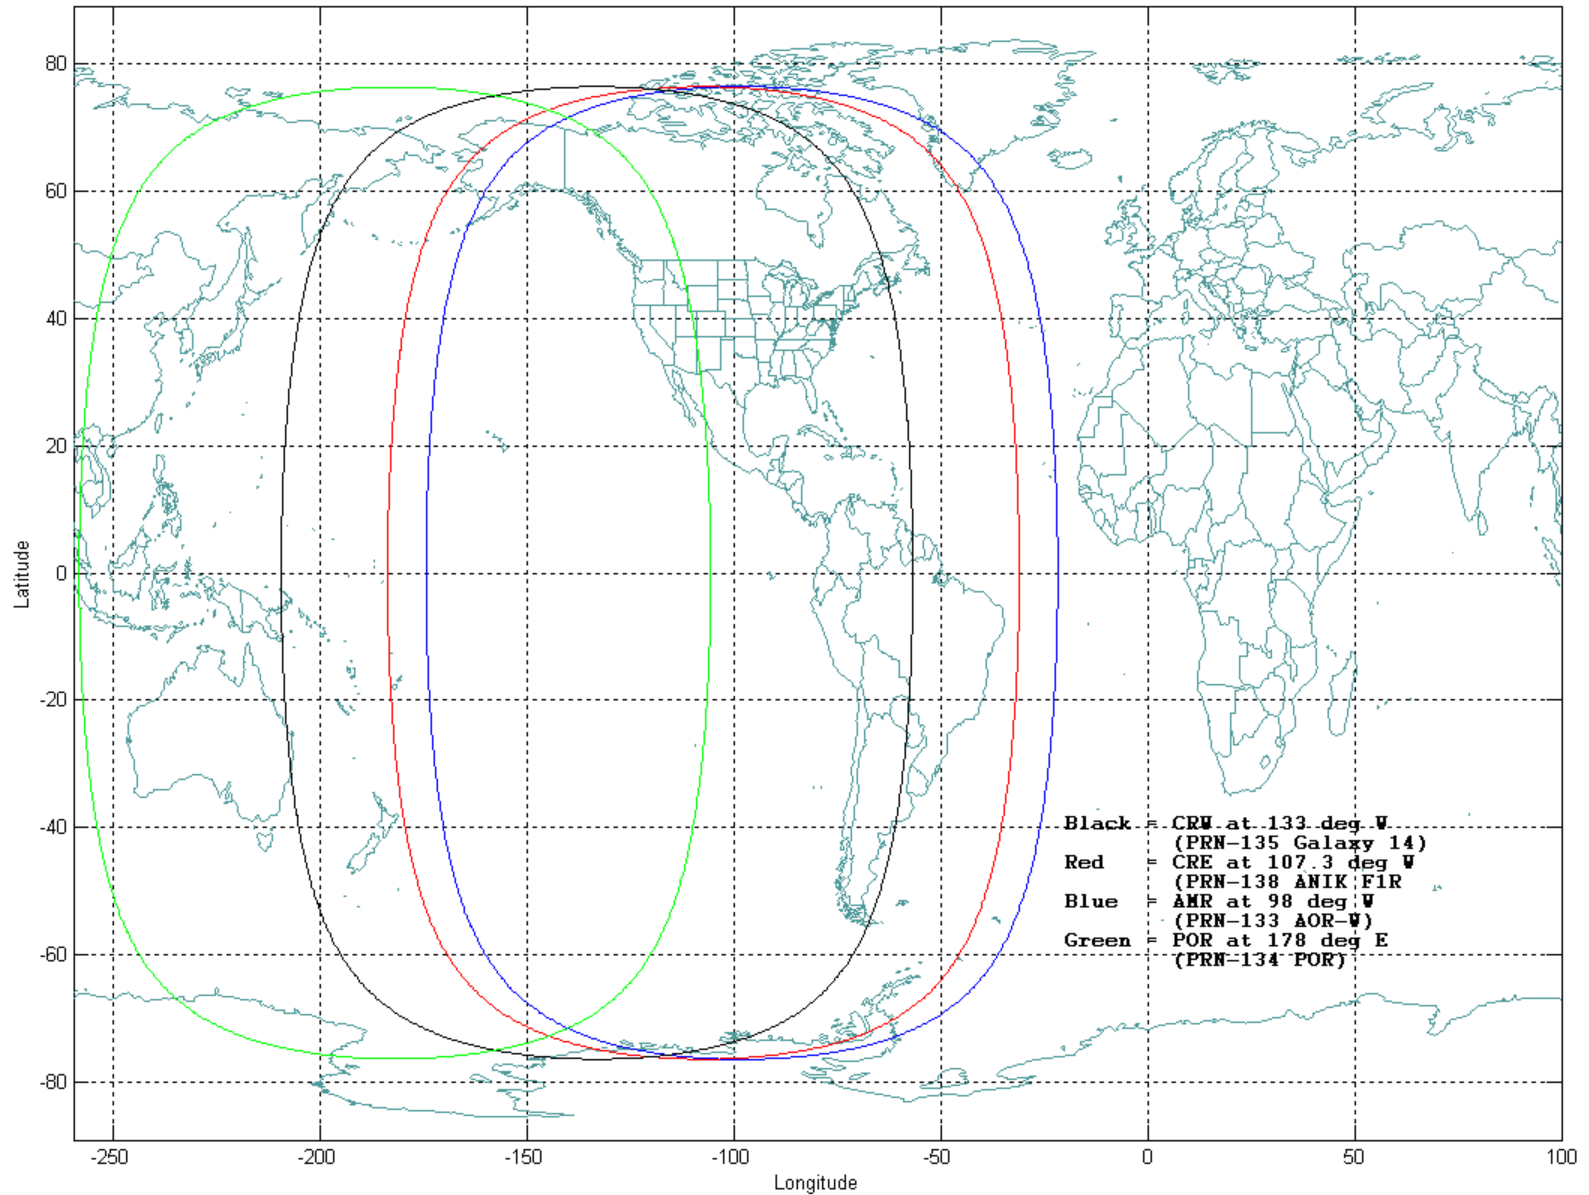 80
60
40
20
0
-20
-40
-60
-80
Latitude
Black = CRW at 133 deg W
(PRN-135 Galaxy 14)
Red = CRE at 107.3 deg W
(PRN-138 ANIK F1R
Blue = AMR at 98 deg W
(PRN-133 AOR-W)
Green = POR at 178 deg E
(PRN-134 POR)
-250 -200 -150 -100 -50 0 50 100
Longitude